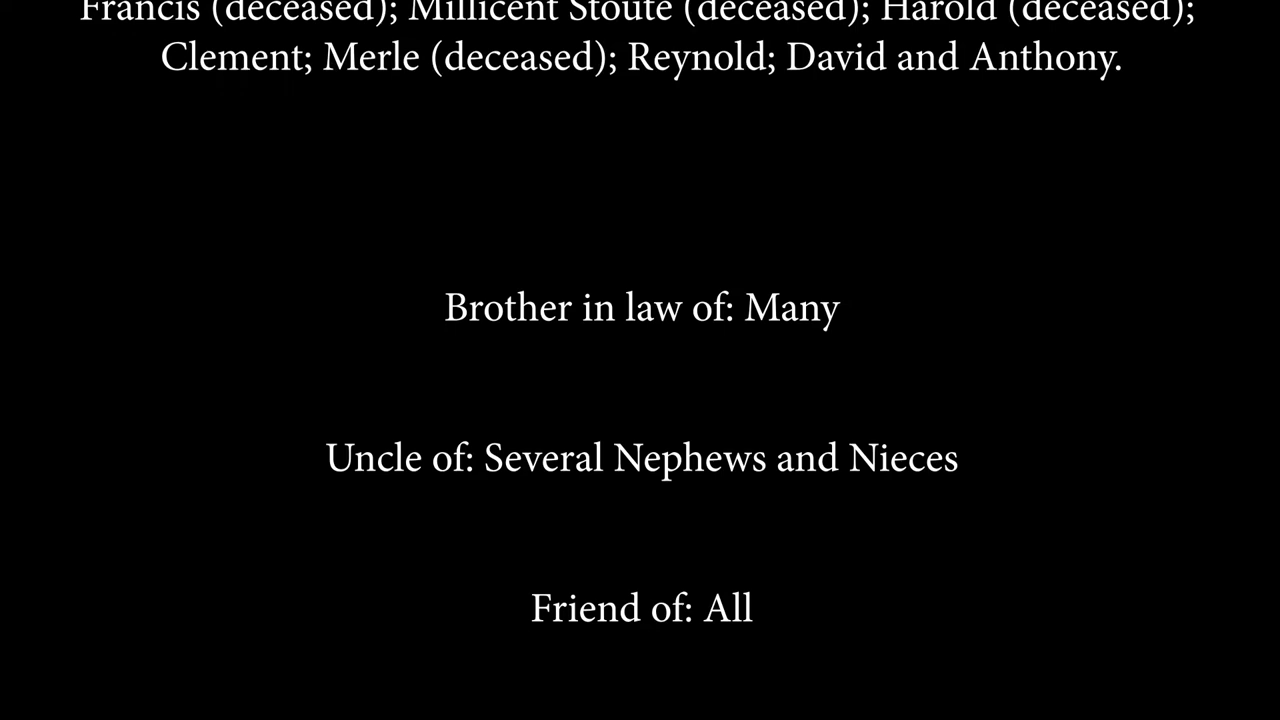 Francis (deceased); Millicent Stoute (deceased); Harold (deceased);
Clement; Merle (deceased); Reynold; David and Anthony.
Brother in law of: Many
Uncle of: Several Nephews and Nieces
Friend of: All